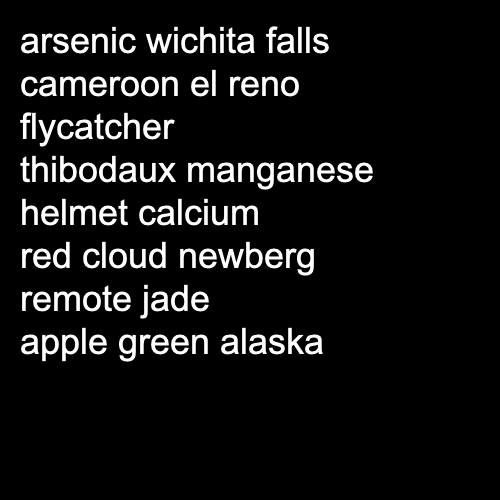 arsenic wichita falls
cameroon el reno
flycatcher
thibodaux manganese
helmet calcium
red cloud newberg
remote jade
apple green alaska